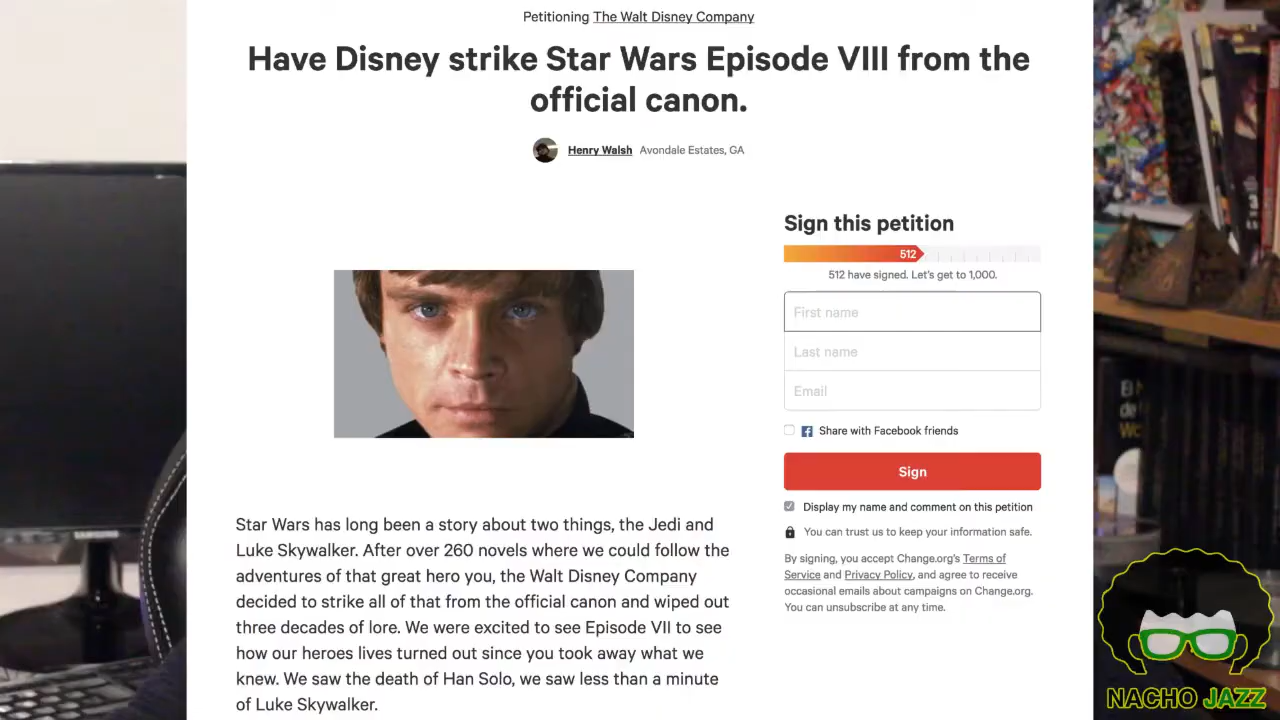 Petitioning The Walt Disney Company
Have Disney strike Star Wars Episode VIII from the
official canon.
Henry Walsh Avondale Estates, GA
Sign this petition
512
512 have signed. Let's get to 1,000.
First name
Last name
Email
Share with Facebook friends
Sign
Display my name and comment on this petition
You can trust us to keep your information safe.
By signing, you accept Change.org's Terms of
Service and Privacy Policy, and agree to receive
occasional emails about campaigns on Change.org.
You can unsubscribe at any time.
Star Wars has long been a story about two things, the Jedi and
Luke Skywalker. After over 260 novels where we could follow the
adventures of that great hero you, the Walt Disney Company
decided to strike all of that from the official canon and wiped out
three decades of lore. We were excited to see Episode VII to see
how our heroes lives turned out since you took away what we
knew. We saw the death of Han Solo, we saw less than a minute
of Luke Skywalker.
NACHO JAZZ